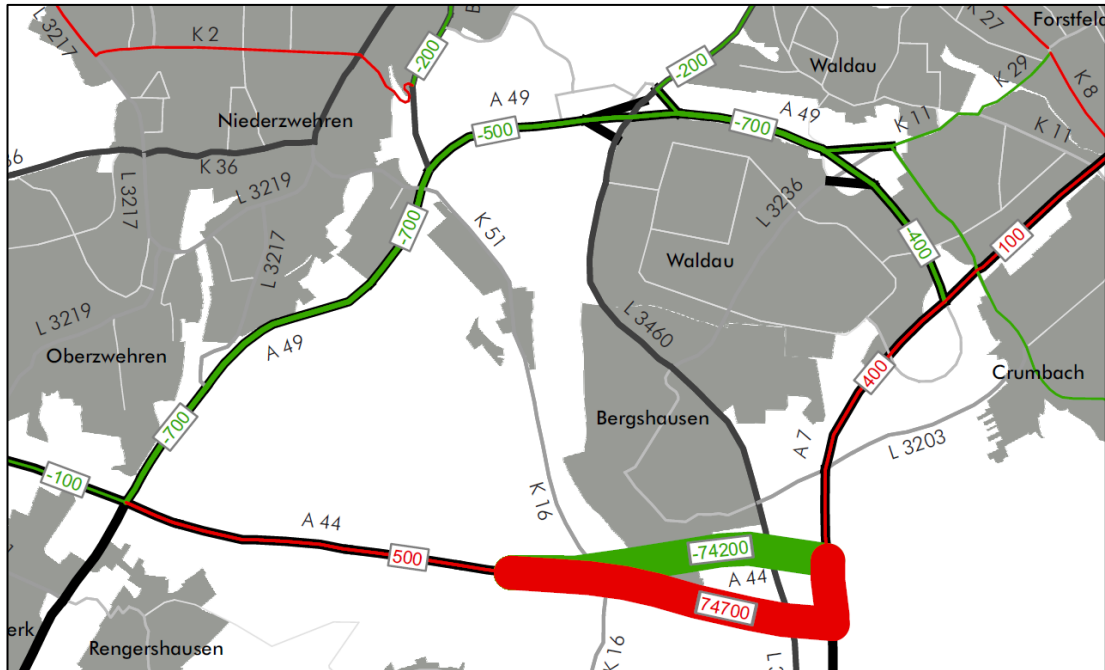 L 3217
K 2
-200
-200
Waldau
K 27
Forstfeld
K 29
K 8
A 49
Niederzwehren
-500
-700
A 49
K 11
K 11
36
K 36
L 3217
L 3219
L 3217
-700
K 51
L 3236
Waldau
-400
100
L 3219
Oberzwehren
A 49
L 3460
400
Crumbach
Bergshausen
-700
A 7
L 3203
-100
K 16
A 44
500
-74200
A 44
74700
erk
Rengershausen
K 16